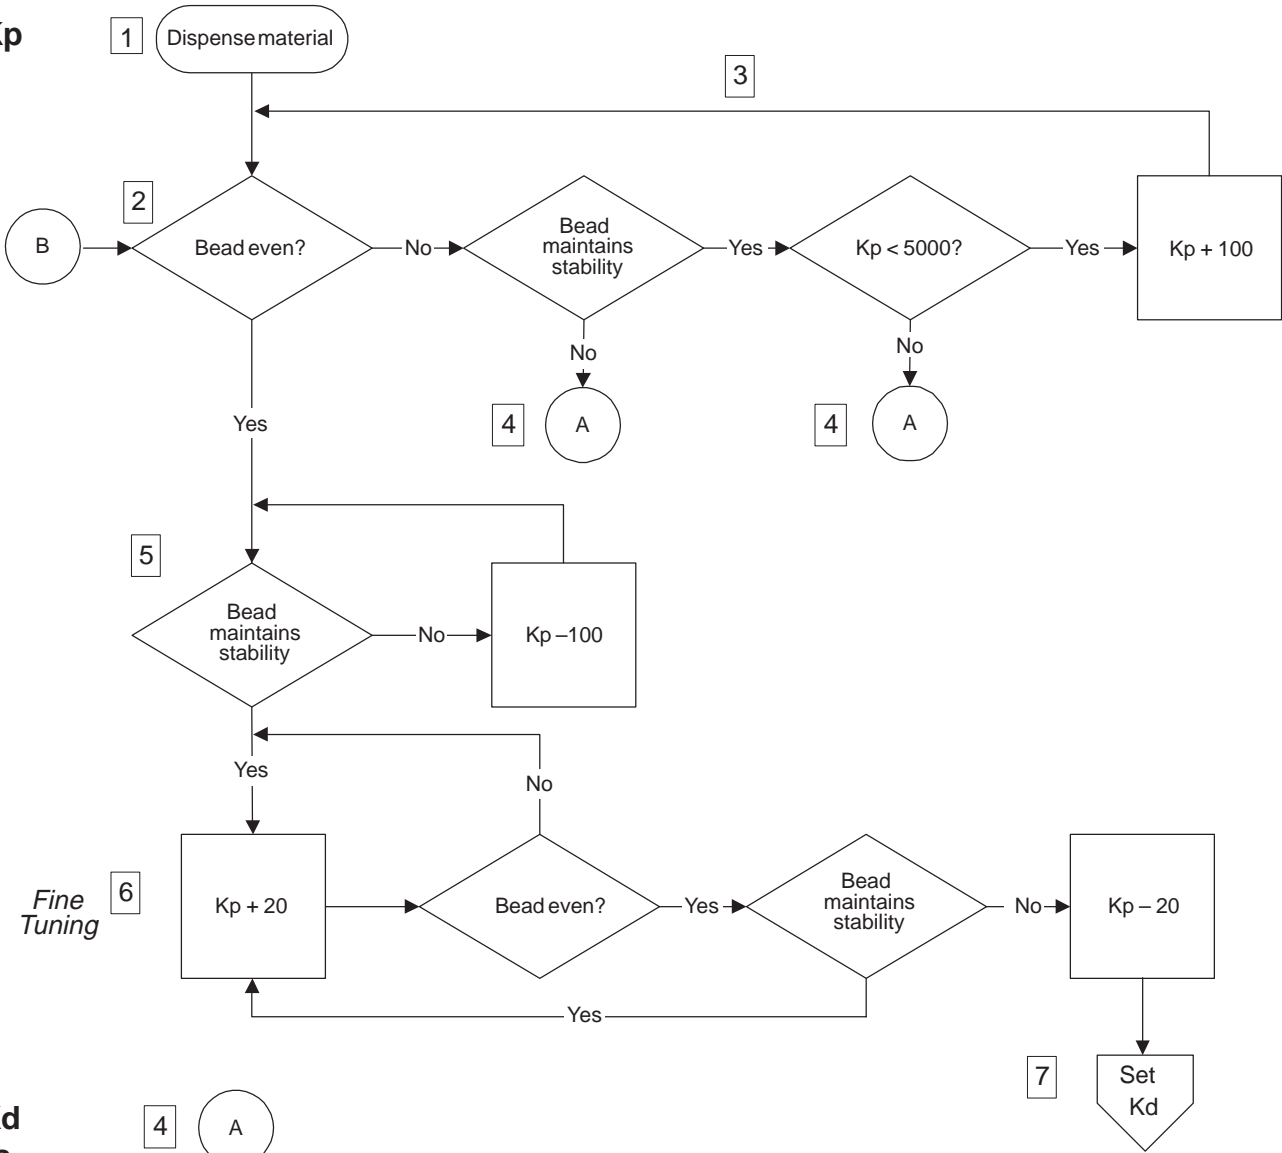 Kp
1
Dispense material
3
2
B
Bead even?
No
Bead
maintains
stability
Yes
Kp < 5000?
Yes
Kp + 100
No
No
4
A
4
A
Yes
5
Bead
maintains
stability
No
Kp –100
Yes
No
Fine
Tuning
6
Kp + 20
Bead even?
Yes
Bead
maintains
stability
No
Kp – 20
Yes
7
Set
Kd
Kd
4
A